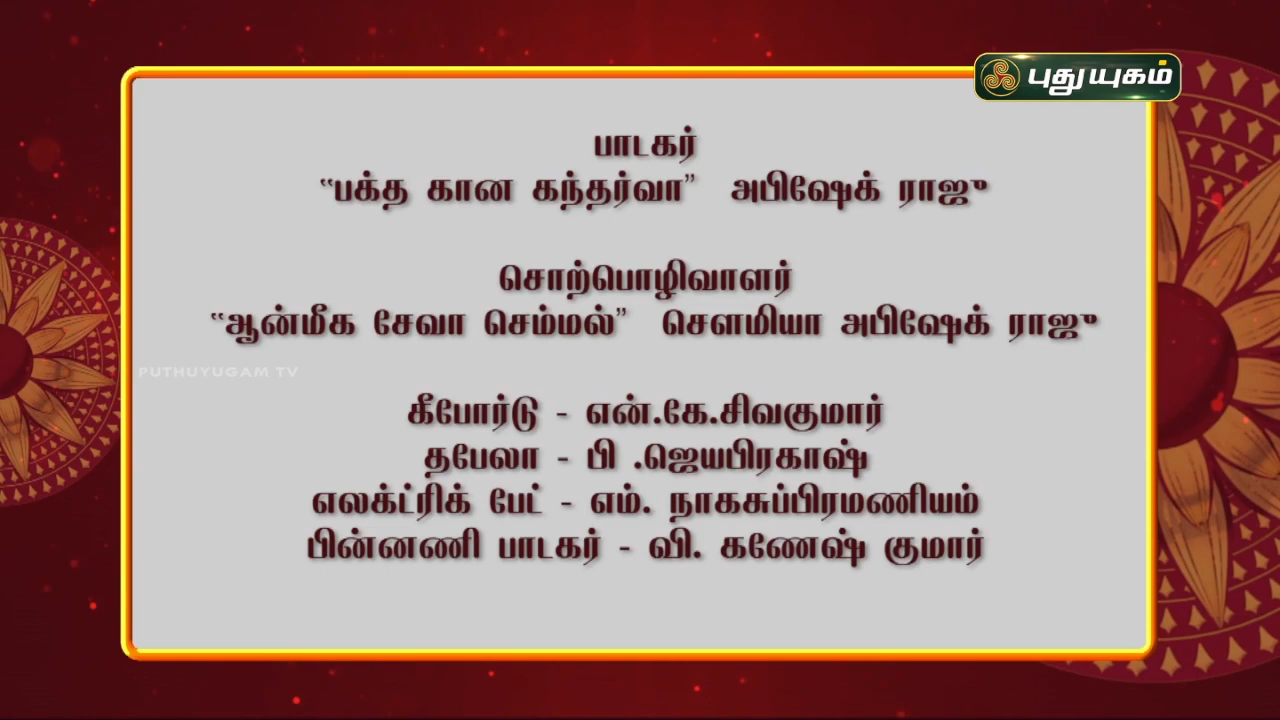 புதுயுகம்
பாடகர்
“பக்த கான கந்தர்வா” அபிஷேக் ராஜு
சொற்பொழிவாளர்
“ஆன்மீக சேவா செம்மல்” சௌமியா அபிஷேக் ராஜு
PUTHUYUGAM TV
கீபோர்டு - என்.கே.சிவகுமார்
தபேலா - பி .ஜெயபிரகாஷ்
எலக்ட்ரிக் பேட் - எம். நாகசுப்பிரமணியம்
பின்னணி பாடகர் - வி. கணேஷ் குமார்